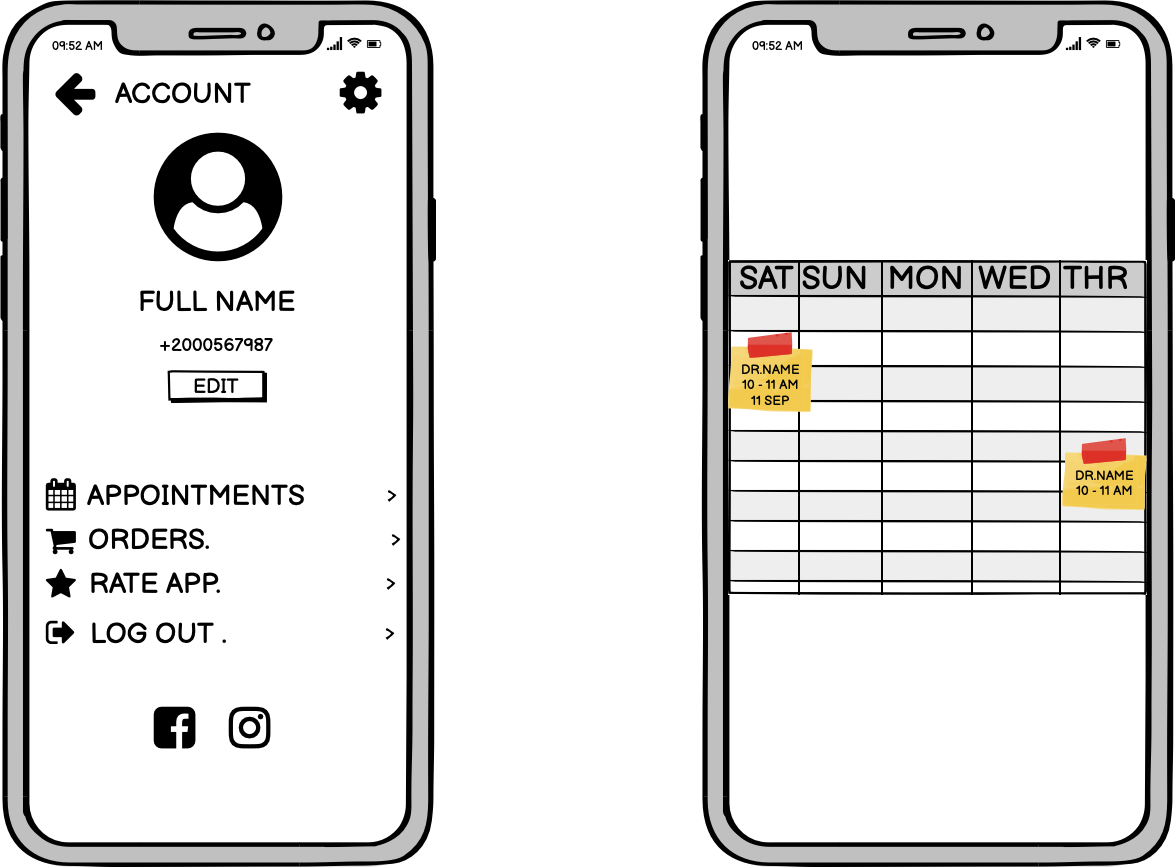 09:52 AM
ACCOUNT
FULL NAME
+2000567987
EDIT
APPOINTMENTS >
ORDERS. >
RATE APP. >
LOG OUT . >
09:52 AM
SAT SUN MON WED THR
DR.NAME
10 - 11 AM
11 SEP
DR.NAME
10 - 11 AM